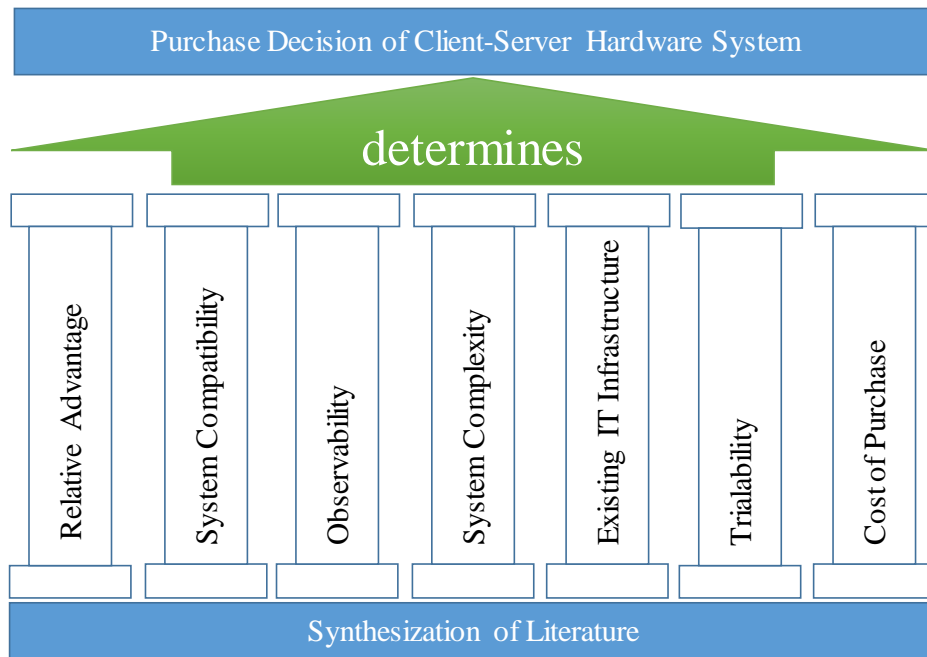 Purchase Decision of Client-Server Hardware System
determines
Relative Advantage
System Compatibility
Observability
System Complexity
Existing IT Infrastructure
Trialability
Cost of Purchase
Synthesization of Literature